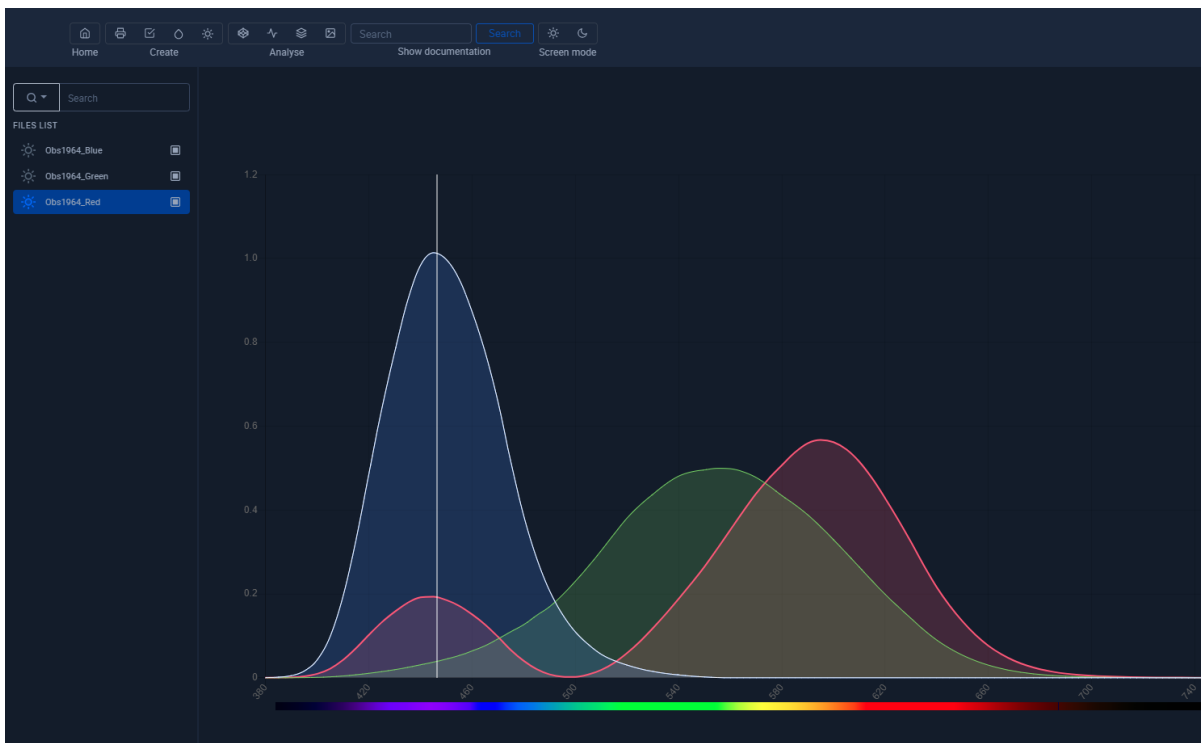 Search
Search
Home
Create
Analyse
Show documentation
Screen mode
Search
FILES LIST
Obs1964_Blue
Obs1964_Green
Obs1964_Red
1.2
1.0
0.8
0.6
0.4
0.2
0
380
420
460
500
540
580
620
660
700
740